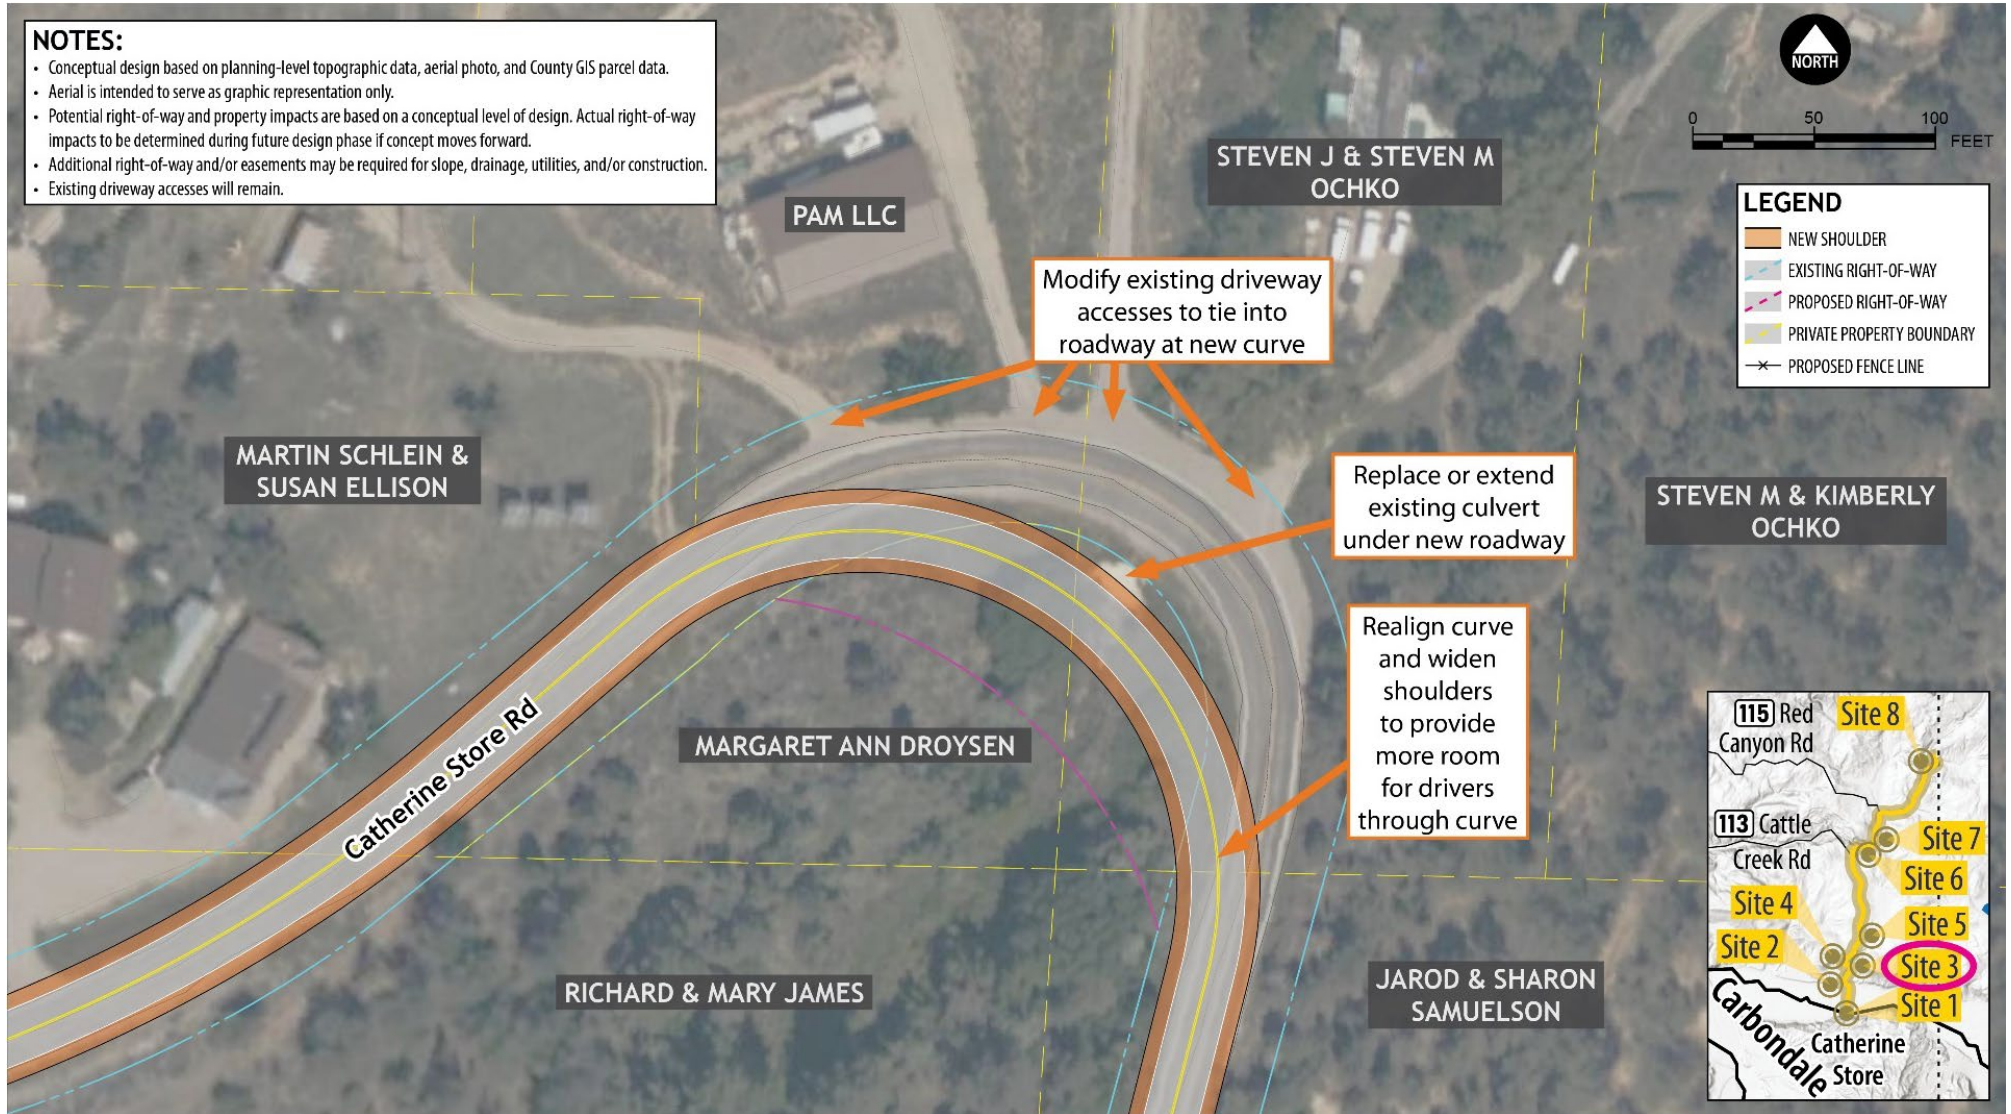 NOTES:
• Conceptual design based on planning-level topographic data, aerial photo, and County GIS parcel data.
• Aerial is intended to serve as graphic representation only.
• Potential right-of-way and property impacts are based on a conceptual level of design. Actual right-of-way
impacts to be determined during future design phase if concept moves forward.
• Additional right-of-way and/or easements may be required for slope, drainage, utilities, and/or construction.
• Existing driveway accesses will remain.
NORTH
0 50 100
FEET
STEVEN J & STEVEN M
OCHKO
PAM LLC
LEGEND
NEW SHOULDER
EXISTING RIGHT-OF-WAY
PROPOSED RIGHT-OF-WAY
PRIVATE PROPERTY BOUNDARY
PROPOSED FENCE LINE
Modify existing driveway
accesses to tie into
roadway at new curve
MARTIN SCHLEIN &
SUSAN ELLISON
Replace or extend
existing culvert
under new roadway
STEVEN M & KIMBERLY
OCHKO
Realign curve
and widen
shoulders
to provide
more room
for drivers
through curve
MARGARET ANN DROYSEN
Catherine Store Rd
RICHARD & MARY JAMES
JAROD & SHARON
SAMUELSON
115 Red
Canyon Rd
Site 8
113 Cattle
Creek Rd
Site 7
Site 6
Site 4
Site 5
Site 2
Site 3
Site 1
Carbondale
Catherine
Store